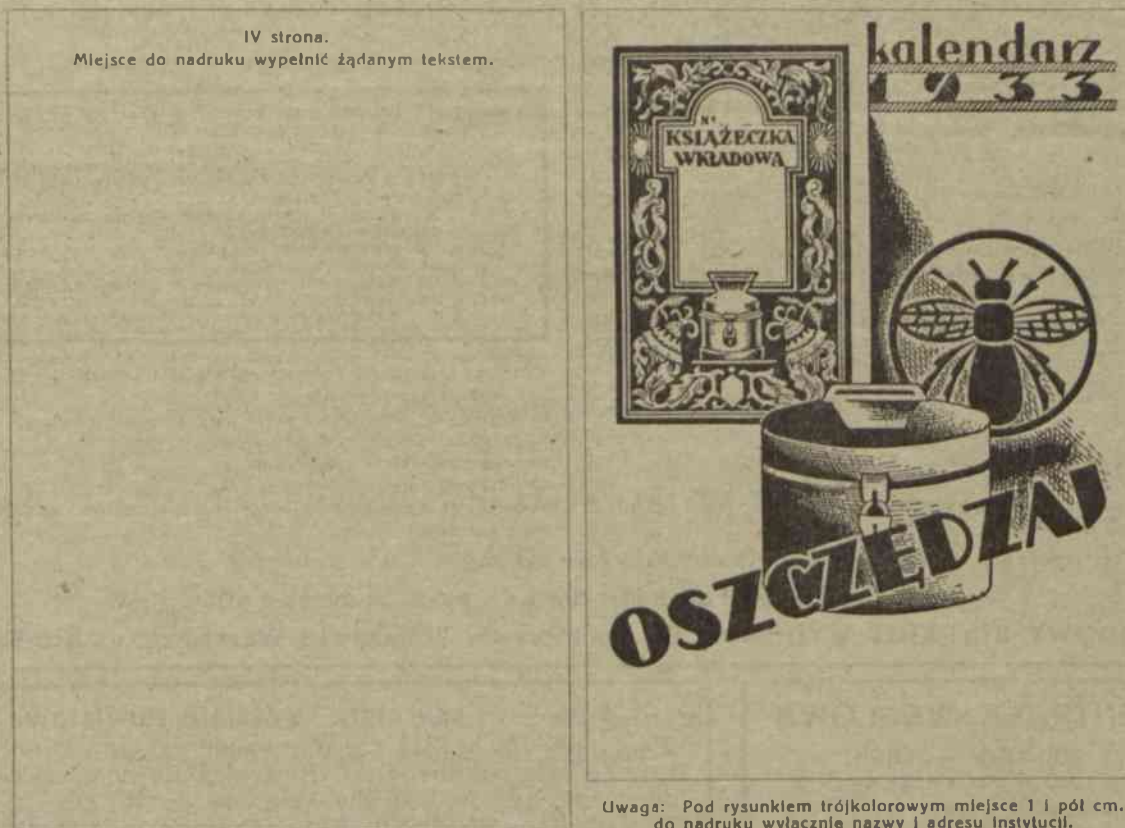 IV strona.
Miejsce do nadruku wypełnić żądanym tekstem.
kalendarz
1933
Nr
KSIĄŻECZKA
WKŁADOWA
OSZCZĘDZAJ
Uwaga: Pod rysunkiem trójkolorowym miejsce 1 i pół cm.
do nadruku wyłącznie nazwy i adresu instytucji.